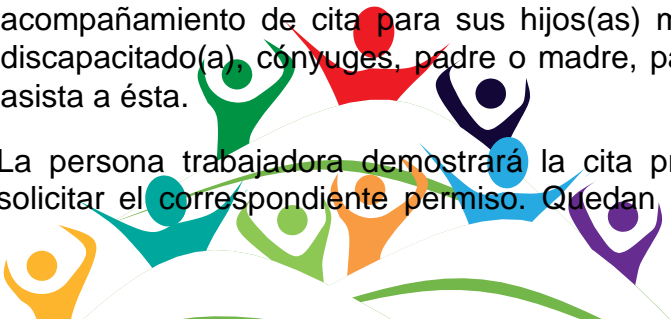 acompañamiento de cita para sus hijos(as) m
discapacitado(a), cónyuges, padre o madre, pa
asista a ésta.
La persona trabajadora demostrará la cita pr
solicitar el correspondiente permiso. Quedan